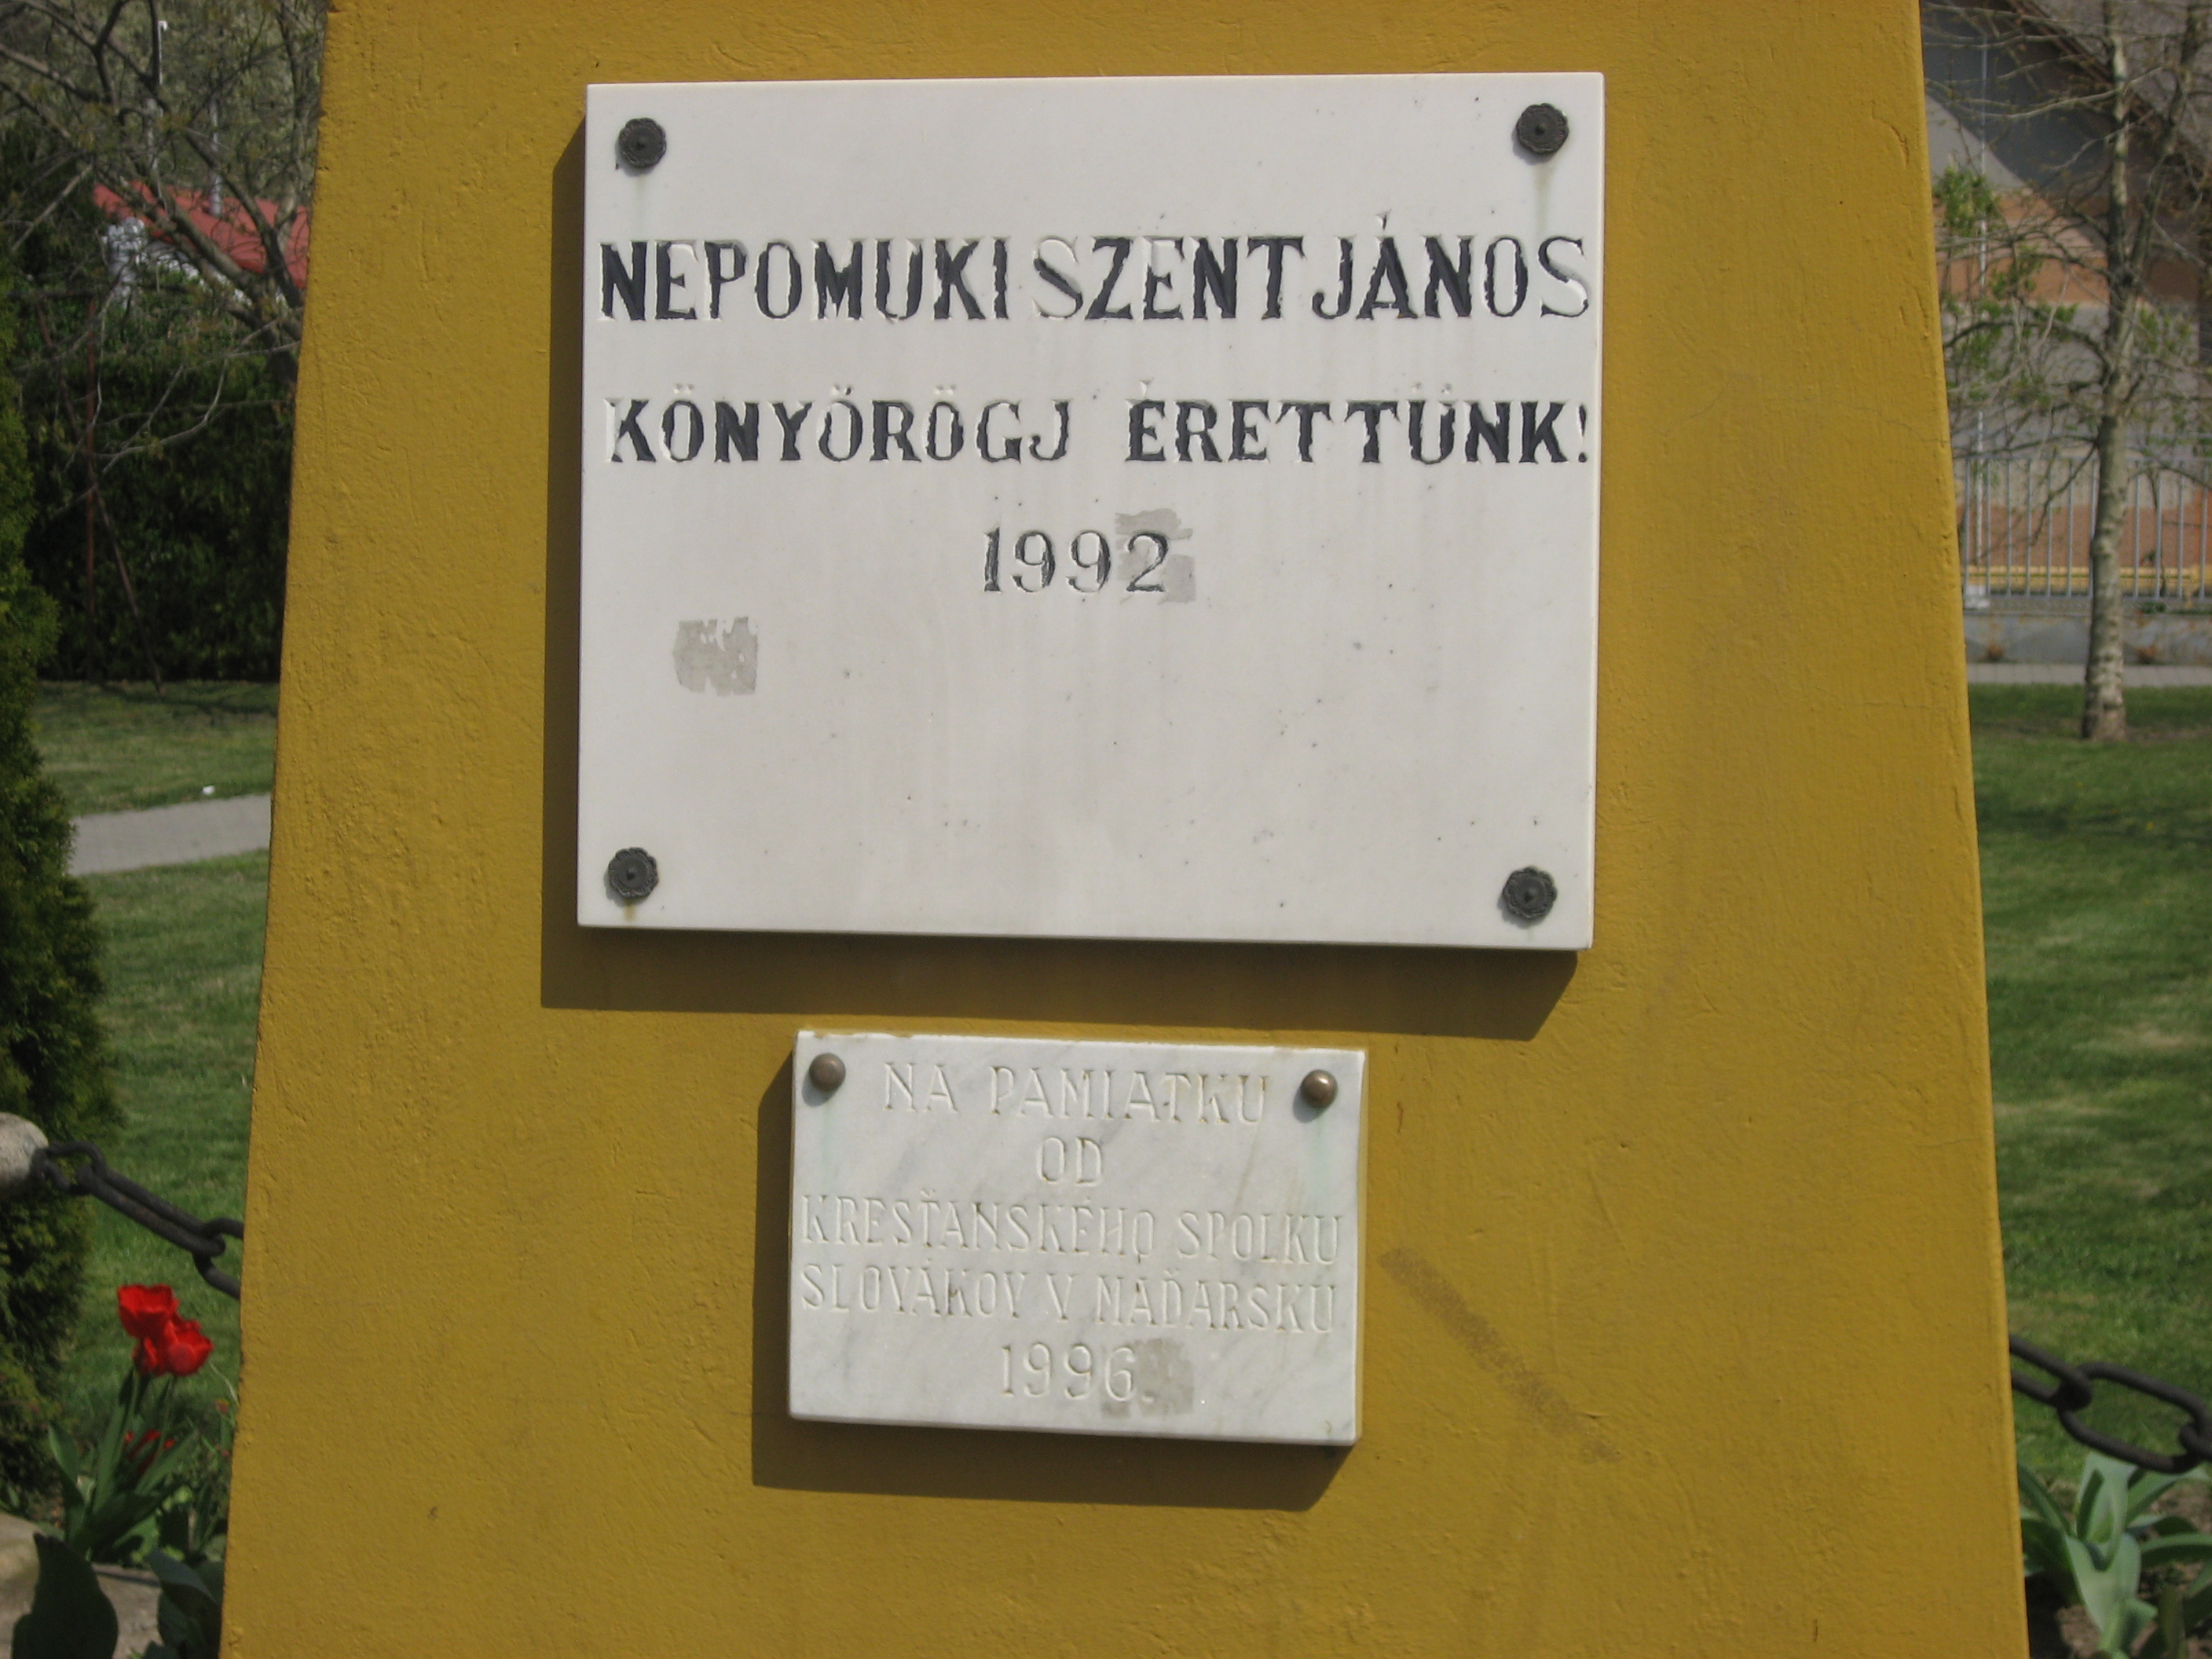 NEPOMUKI SZENT JÁNOS
KÖNYÖRÖGJ ÉRETTÜNK!
1992
NA PAMIATKU
OD
KRESŤANSKÉHO SPOLKU
SLOVÁKOV V MAĎARSKU
1996